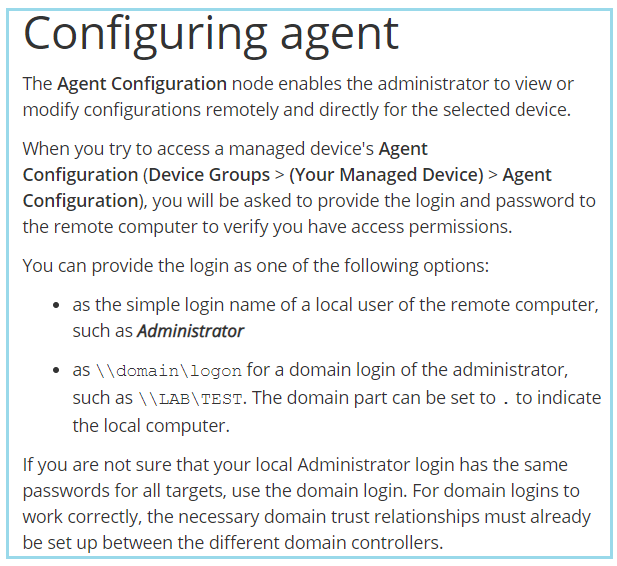 Configuring agent
The Agent Configuration node enables the administrator to view or
modify configurations remotely and directly for the selected device.
When you try to access a managed device's Agent
Configuration (Device Groups > (Your Managed Device) > Agent
Configuration), you will be asked to provide the login and password to
the remote computer to verify you have access permissions.
You can provide the login as one of the following options:
• as the simple login name of a local user of the remote computer,
such as Administrator
• as \\domain\logon for a domain login of the administrator,
such as \\LAB\TEST. The domain part can be set to . to indicate
the local computer.
If you are not sure that your local Administrator login has the same
passwords for all targets, use the domain login. For domain logins to
work correctly, the necessary domain trust relationships must already
be set up between the different domain controllers.